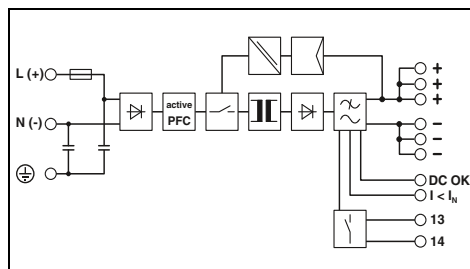 L (+)
+
+
active
+
N (-)
PFC
–
–
–
DC OK
I < I_N
13
14